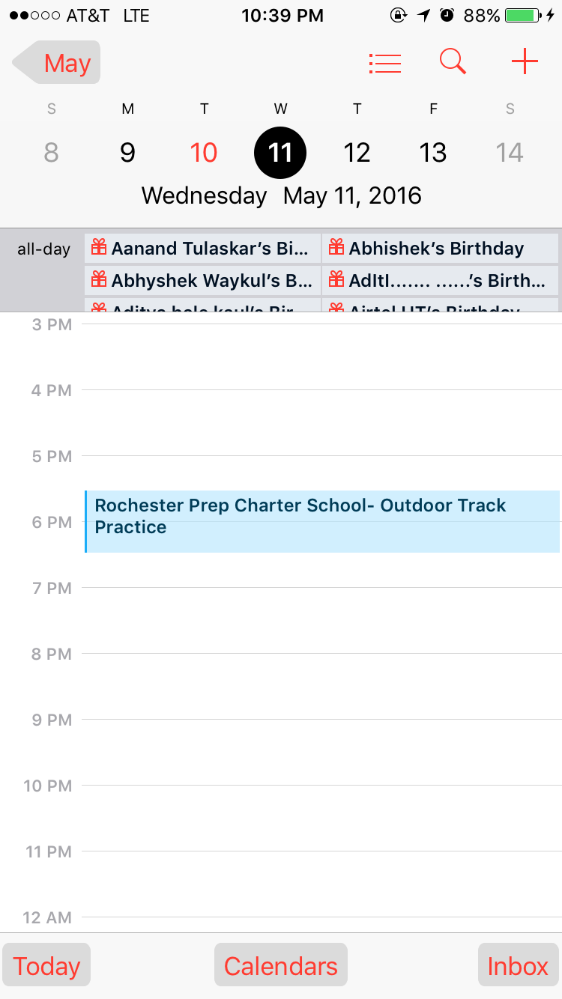 AT&T LTE 10:39 PM 88%
May
S M T W T F S
8 9 10 11 12 13 14
Wednesday May 11, 2016
all-day
Aanand Tulaskar’s Bi... Abhishek’s Birthday
Abhyshek Waykul’s B... AdItI....... ......’s Birth...
Airtel UT’s Birthday
3 PM
4 PM
5 PM
Rochester Prep Charter School- Outdoor Track
6 PM
Practice
7 PM
8 PM
9 PM
10 PM
11 PM
12 AM
Today Calendars Inbox